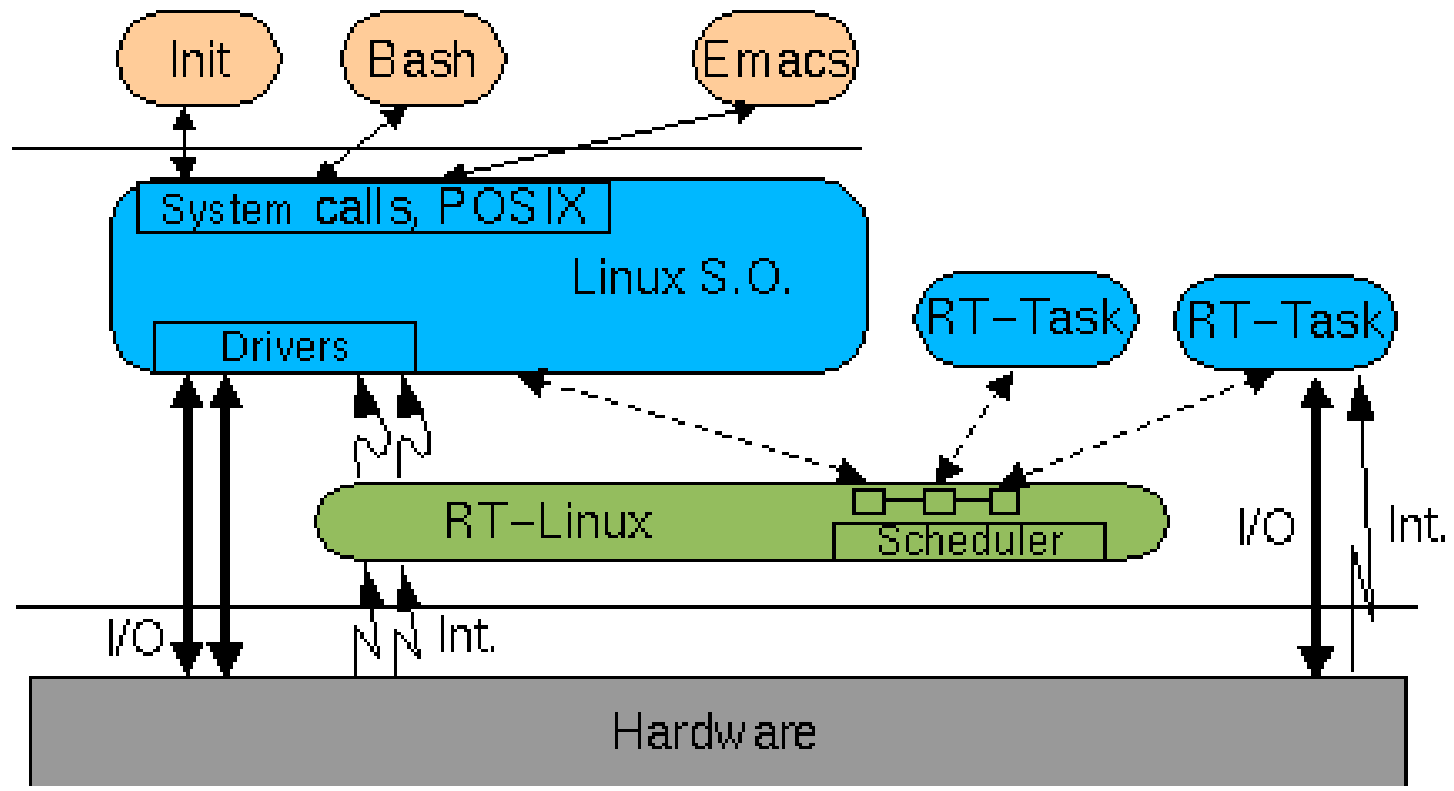 Init
Bash
Emacs
System calls, POSIX
Linux S.O.
RT-Task
RT-Task
Drivers
RT-Linux
Scheduler
I/O
Int.
I/O
Int.
Hardware